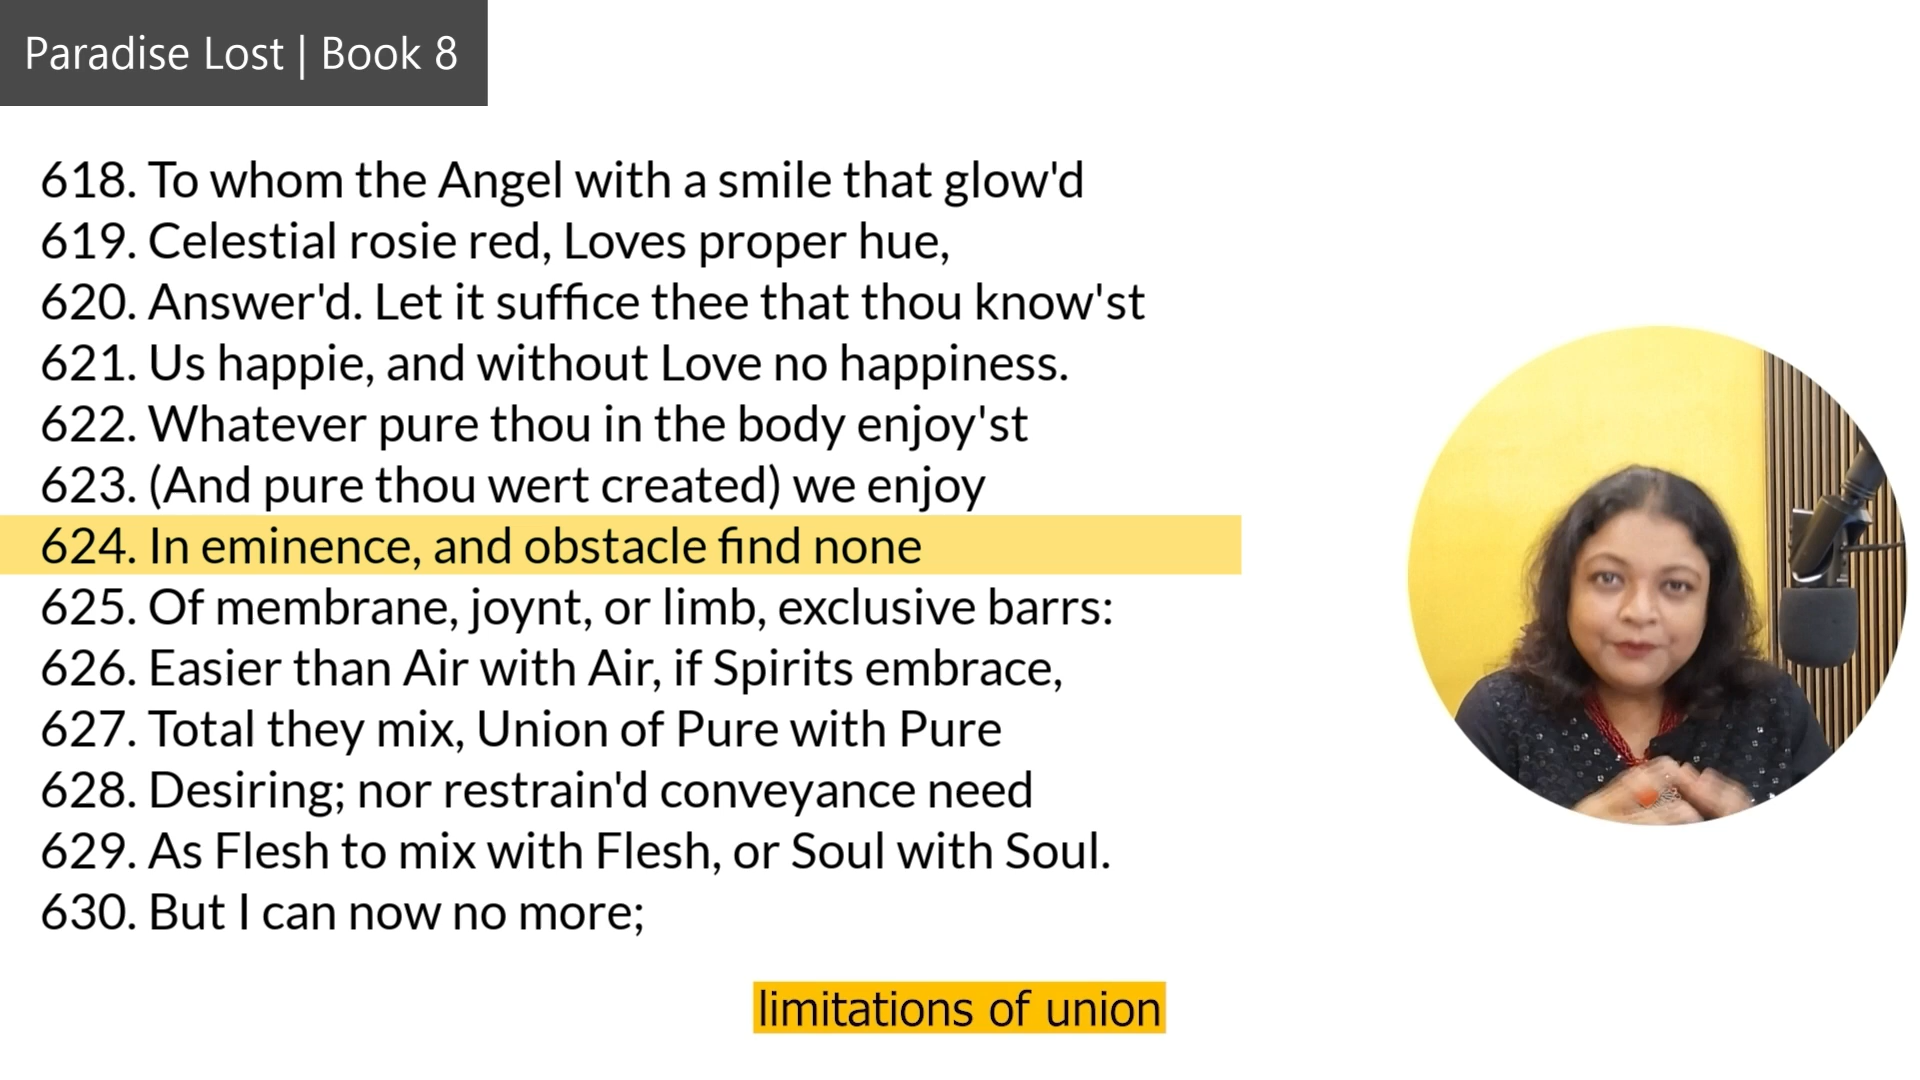 Paradise Lost | Book 8
618. To whom the Angel with a smile that glow'd
619. Celestial rosie red, Loves proper hue,
620. Answer'd. Let it suffice thee that thou know'st
621. Us happie, and without Love no happiness.
622. Whatever pure thou in the body enjoy'st
623. (And pure thou wert created) we enjoy
624. In eminence, and obstacle find none
625. Of membrane, joynt, or limb, exclusive barrs:
626. Easier than Air with Air, if Spirits embrace,
627. Total they mix, Union of Pure with Pure
628. Desiring; nor restrain'd conveyance need
629. As Flesh to mix with Flesh, or Soul with Soul.
630. But I can now no more;
limitations of union